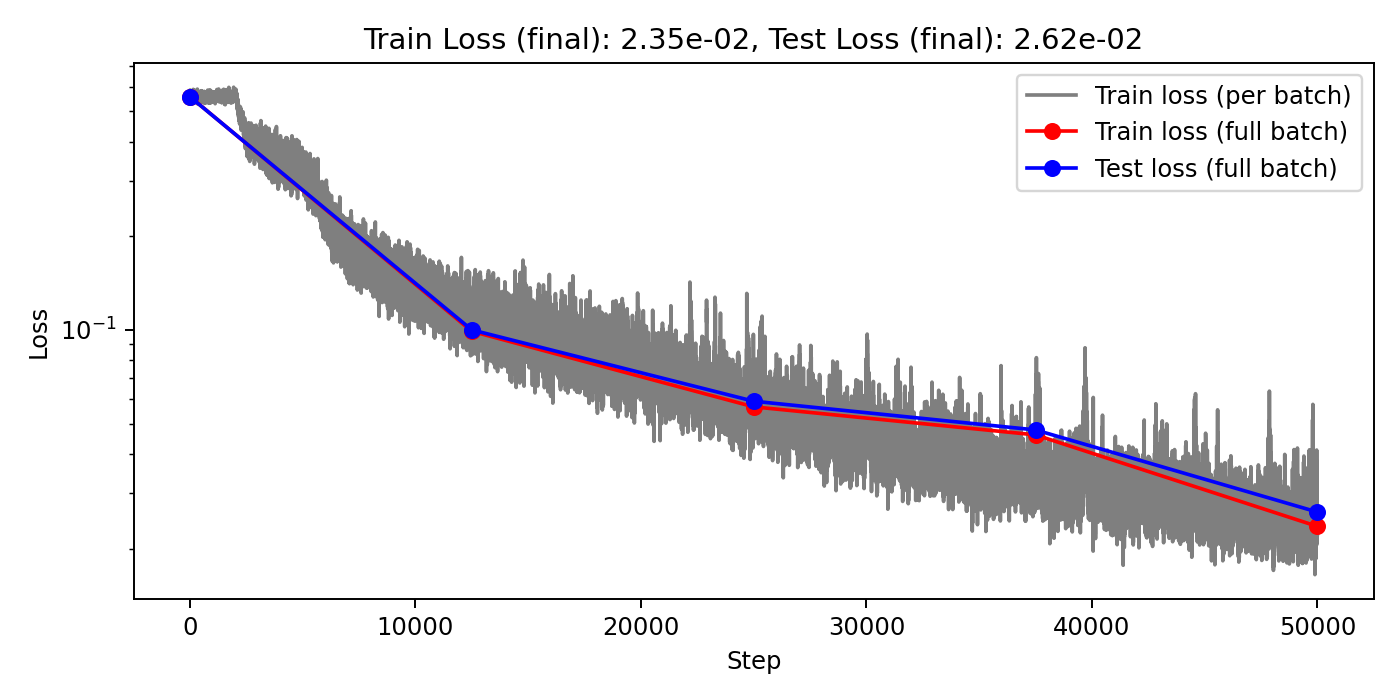 Train Loss (final): 2.35e-02, Test Loss (final): 2.62e-02
Train loss (per batch)
Train loss (full batch)
Test loss (full batch)
Loss
10⁻¹
0 10000 20000 30000 40000 50000
Step